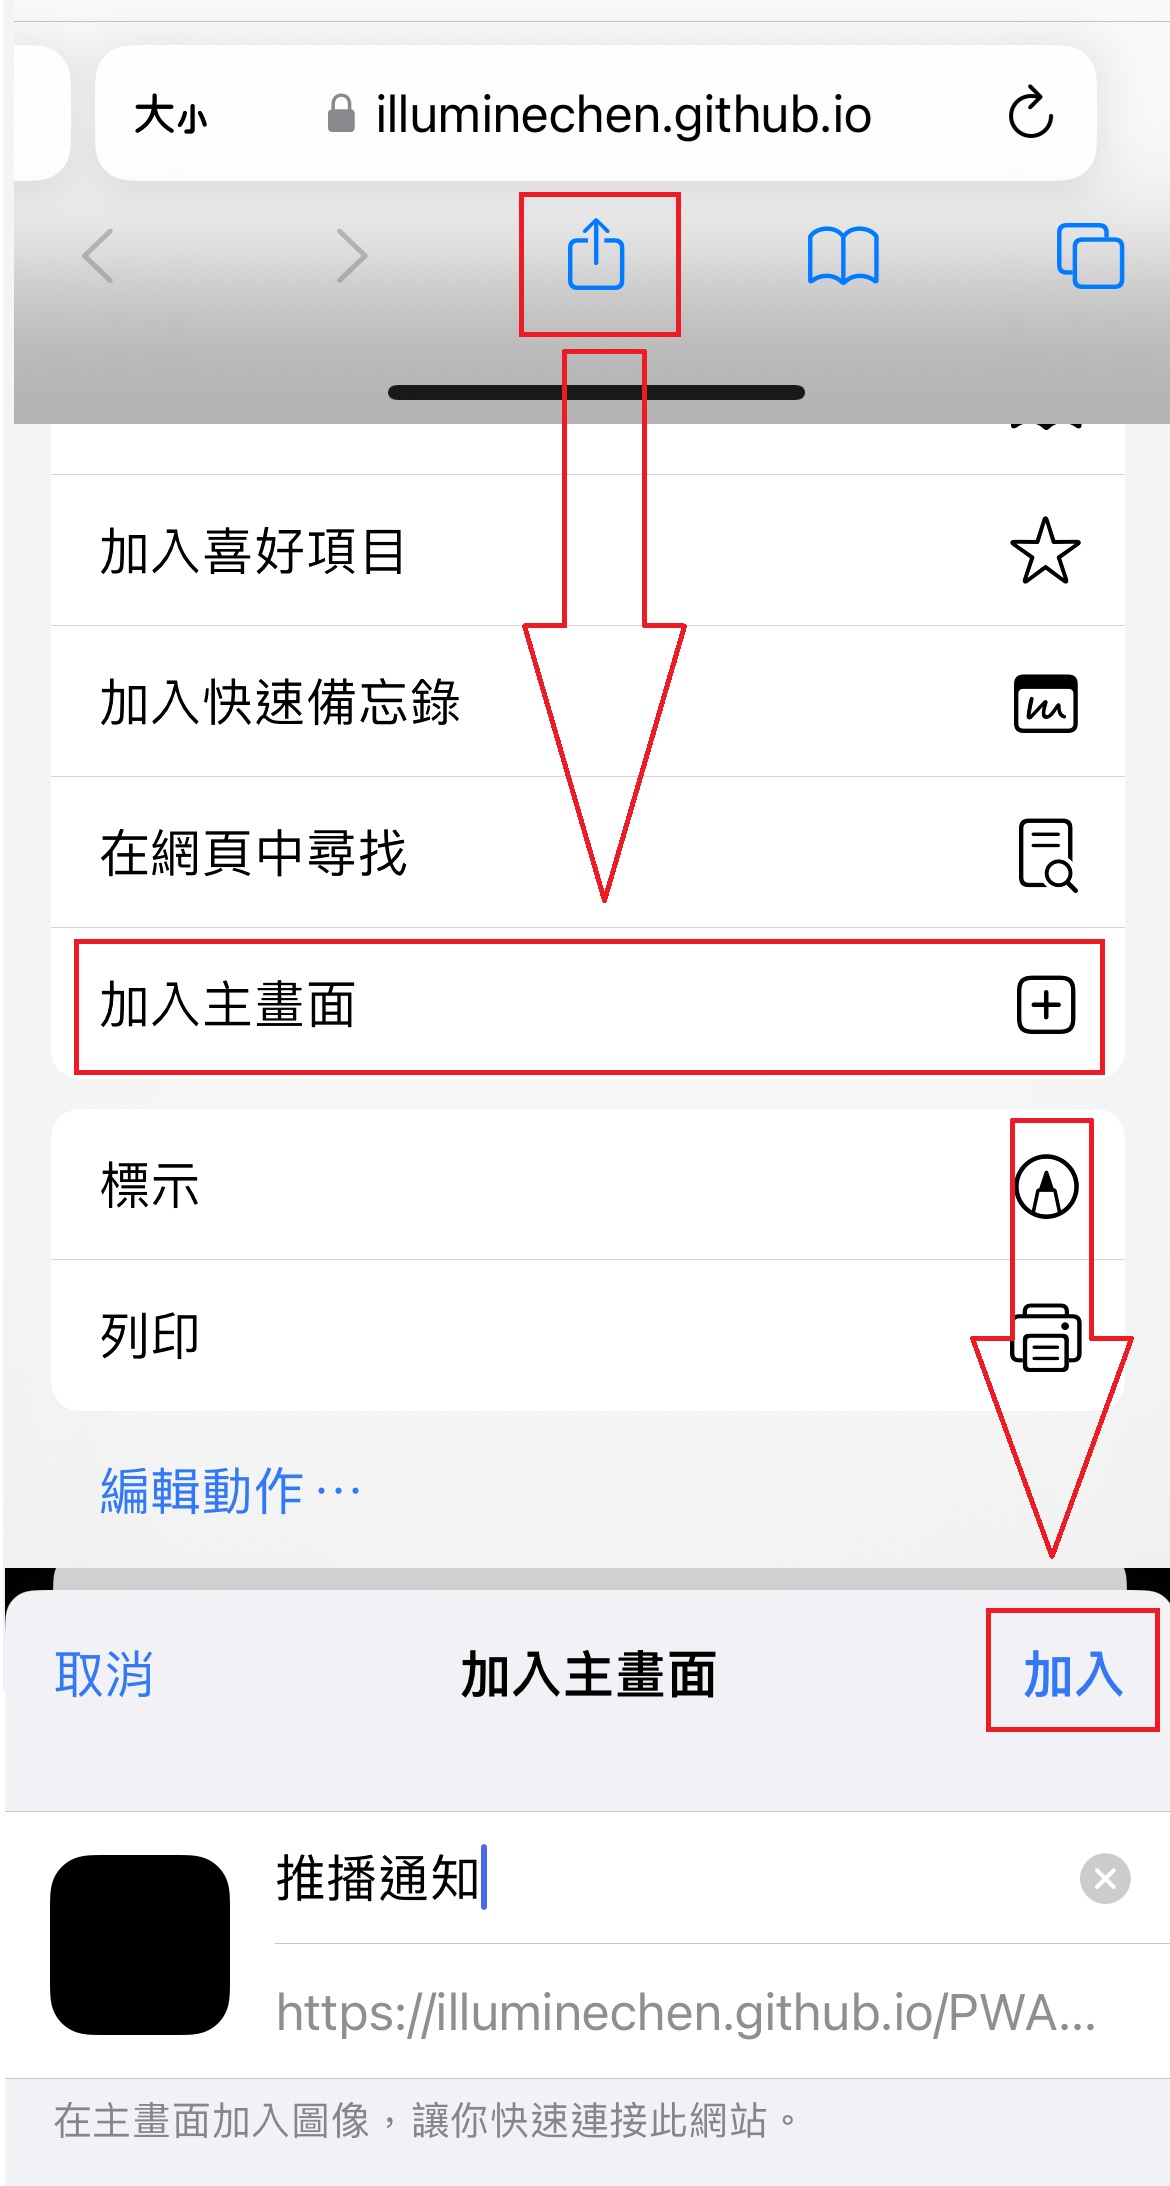 大小 illuminechen.github.io
加入喜好項目
加入快速備忘錄
在網頁中尋找
加入主畫面
標示
列印
編輯動作⋯
取消 加入主畫面 加入
推播通知
https://illuminechen.github.io/PWA...
在主畫面加入圖像，讓你快速連接此網站。